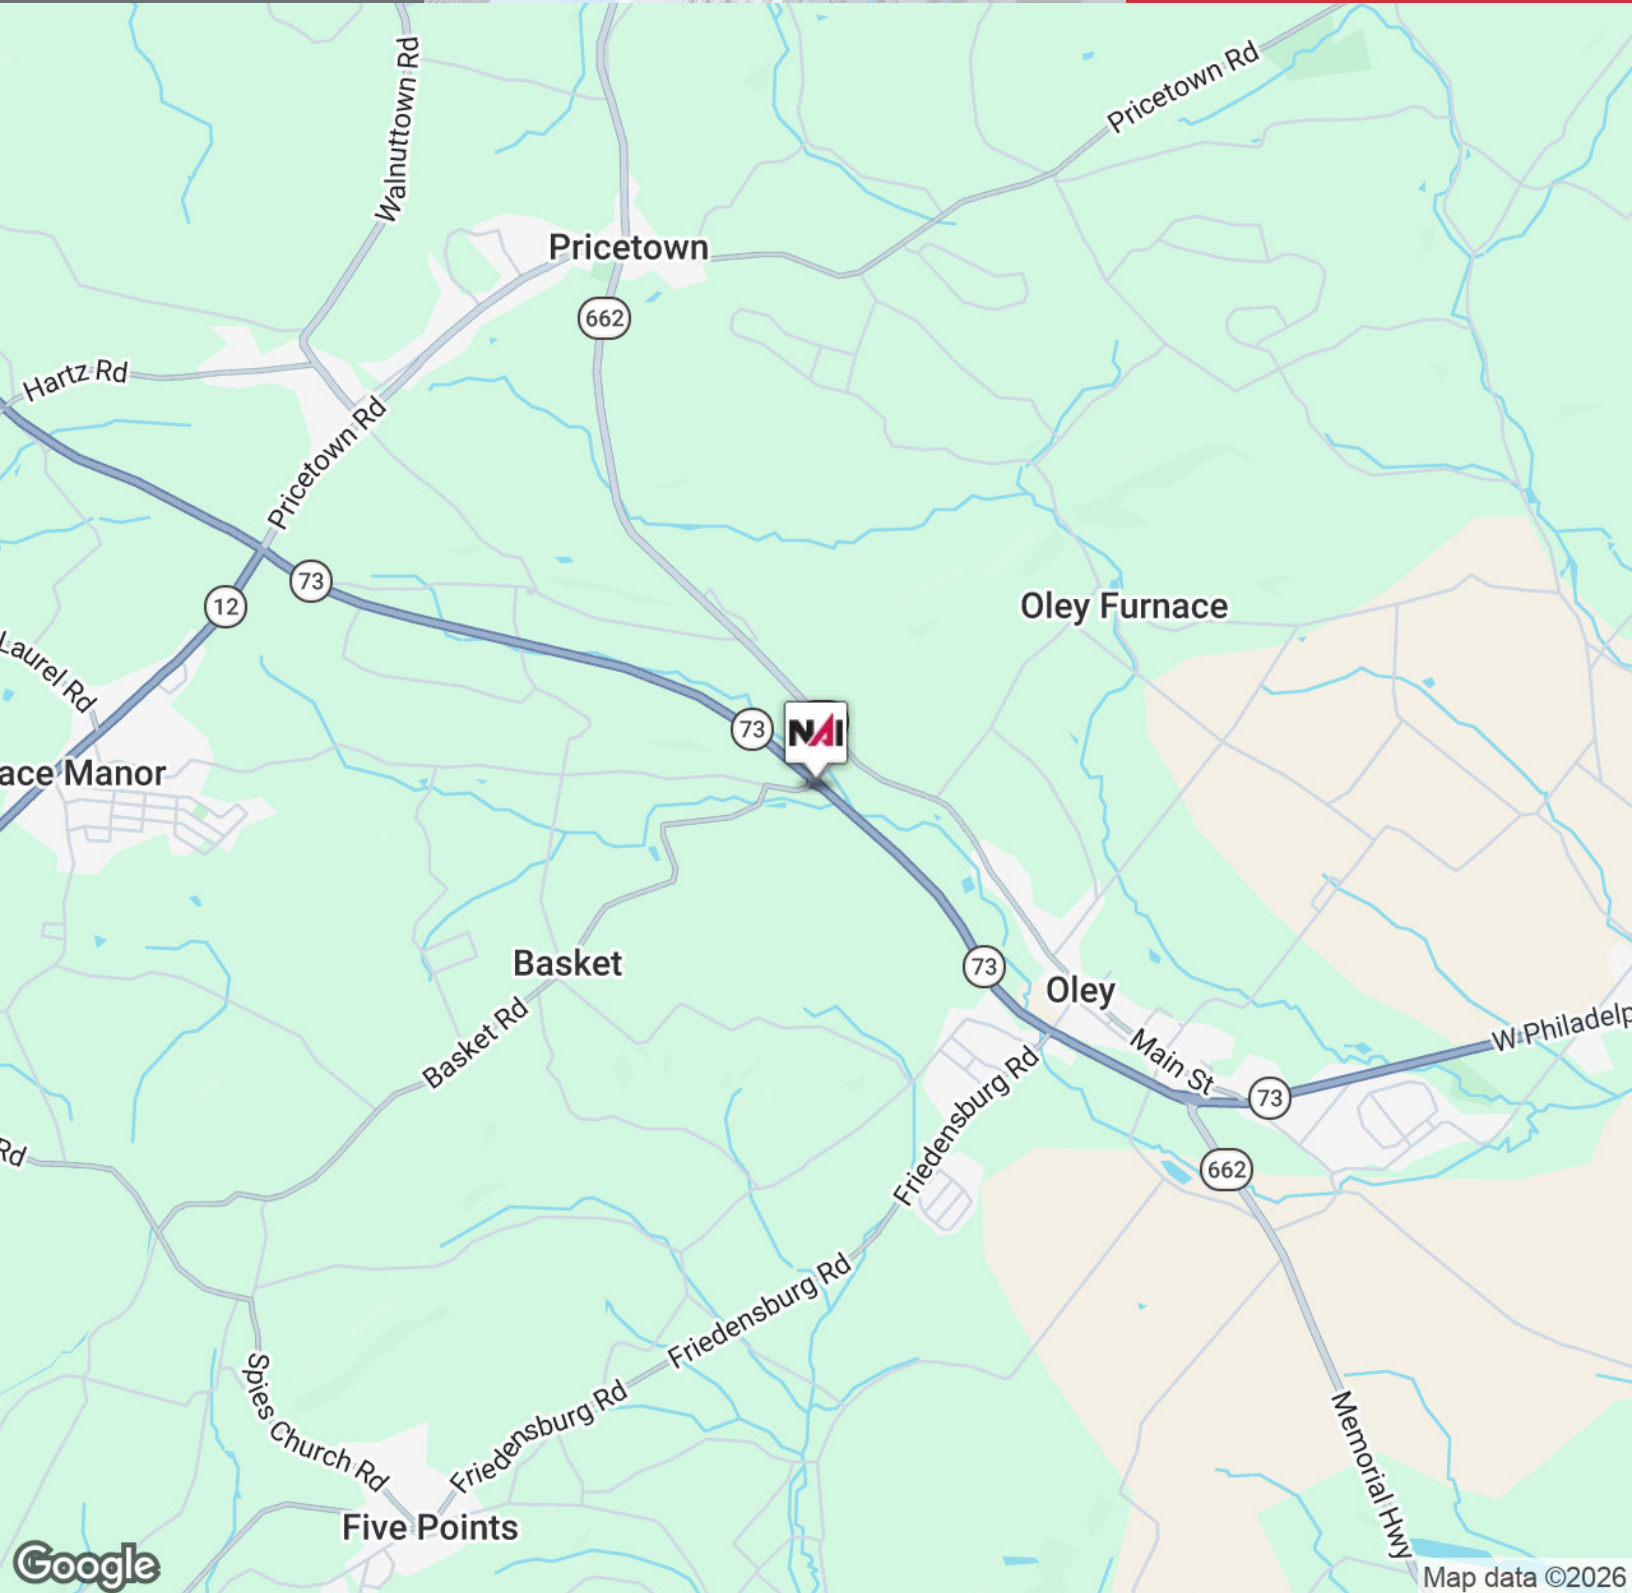 Pricetown Rd
Walnuttown Rd
Pricetown
662
Hartz Rd
Pricetown Rd
73
12
Oley Furnace
Laurel Rd
73
NAI
ace Manor
Basket
73
Oley
Basket Rd
W Philadelp
Main St
Friedensburg Rd
73
Rd
662
Friedensburg Rd
Spies Church Rd
Friedensburg Rd
Memorial Hwy
Five Points
Google
Map data ©2026